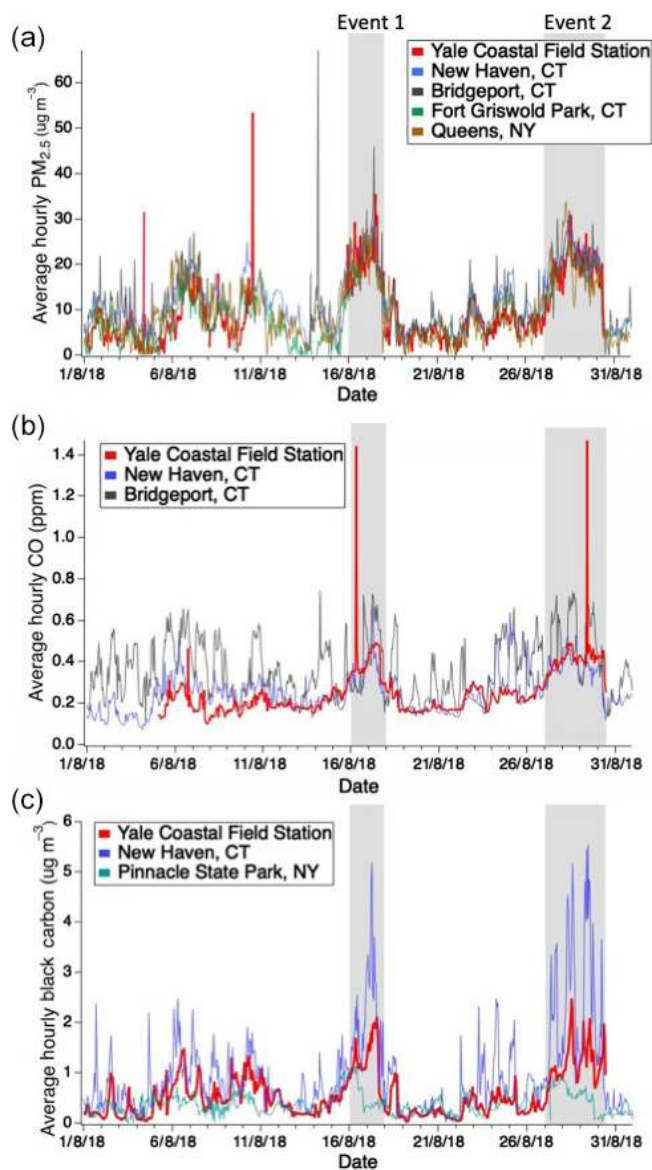 Event 1 Event 2
(a)
Yale Coastal Field Station
New Haven, CT
Bridgeport, CT
Fort Griswold Park, CT
Queens, NY
Average hourly PM2.5 (ug m−3)
60
50
40
30
20
10
0
1/8/18 6/8/18 11/8/18 16/8/18 21/8/18 26/8/18 31/8/18
Date
(b)
Yale Coastal Field Station
New Haven, CT
Bridgeport, CT
Average hourly CO (ppm)
1.4
1.2
1.0
0.8
0.6
0.4
0.2
0.0
1/8/18 6/8/18 11/8/18 16/8/18 21/8/18 26/8/18 31/8/18
Date
(c)
Yale Coastal Field Station
New Haven, CT
Pinnacle State Park, NY
Average hourly black carbon (ug m−3)
6
5
4
3
2
1
0
1/8/18 6/8/18 11/8/18 16/8/18 21/8/18 26/8/18 31/8/18
Date